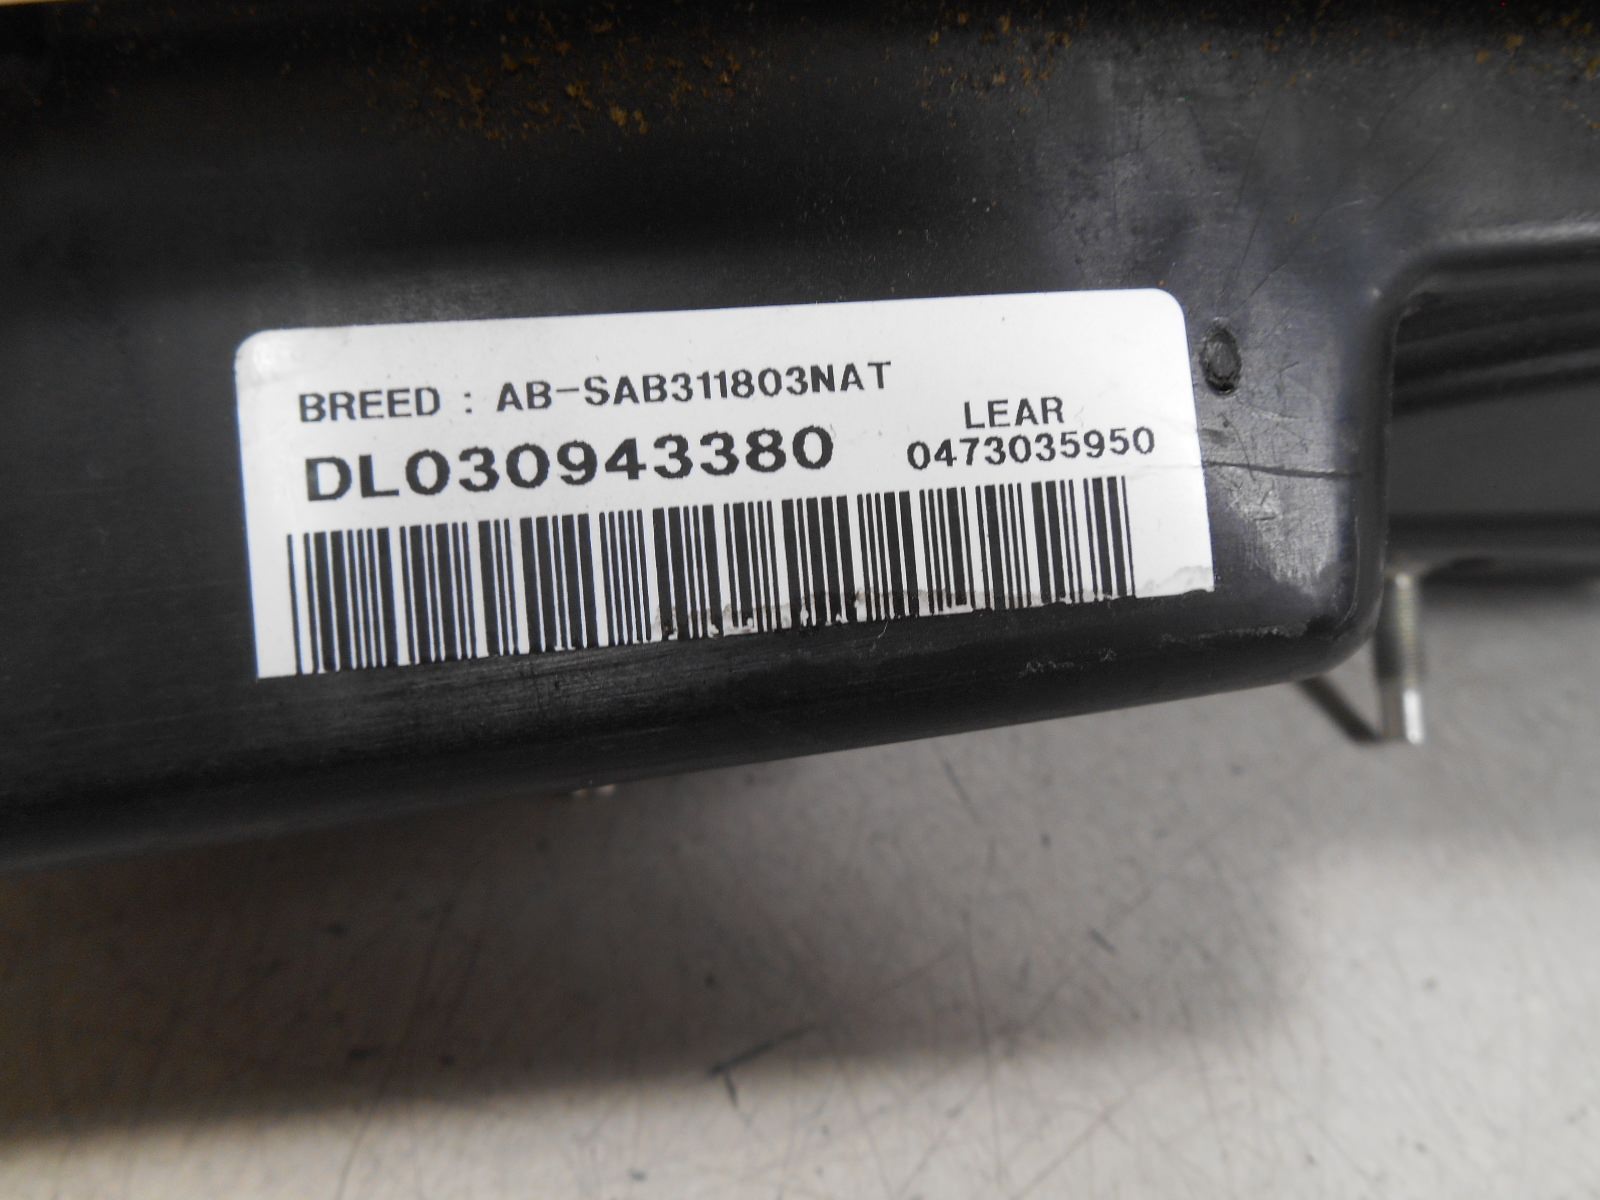 BREED : AB-SAB311803NAT
LEAR
DL030943380 0473035950